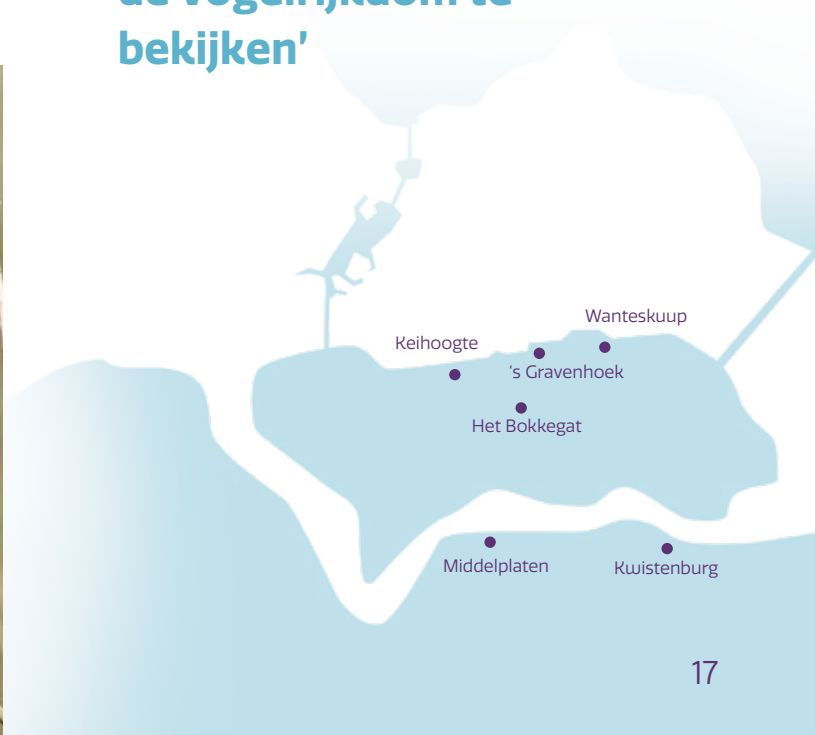 bekijken'
Wanteskuup
Keihoogte
's Gravenhoek
Het Bokkegat
Middelplaten
Kwistenburg
17